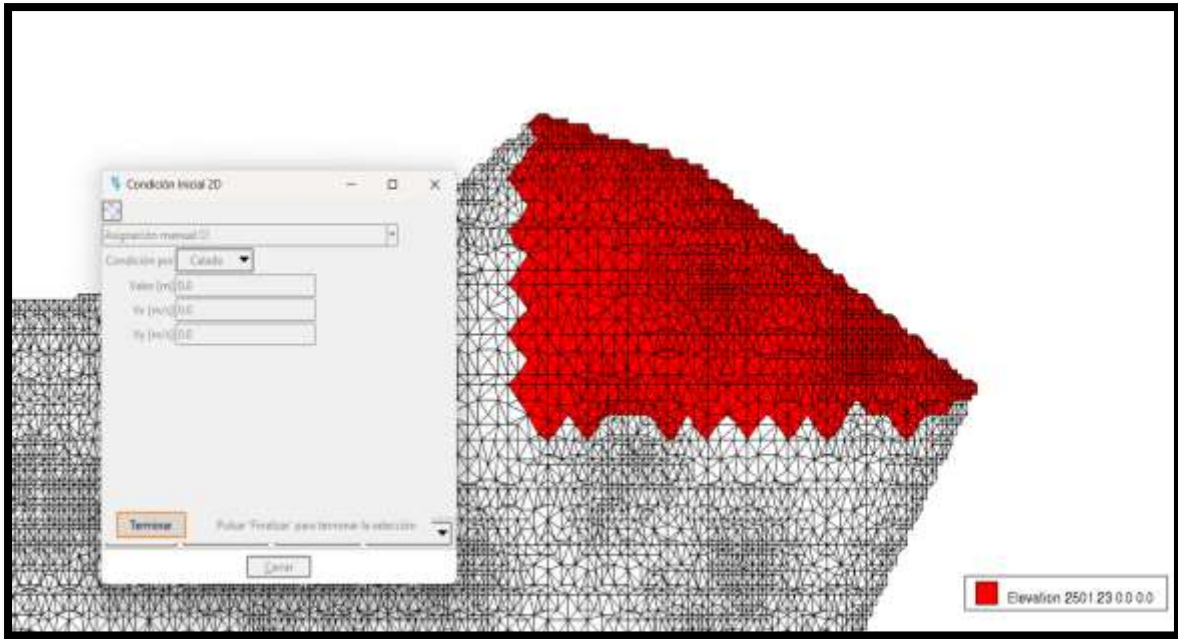 Condición Inicial 2D
Asignación manual
Condición por Calado
Valor [m] 0.0
Vx [m/s] 0.0
Vy [m/s] 0.0
Terminar Pulsar 'Finalizar' para terminar la selección
Cerrar
Elevation 2501.23 0.0 0.0